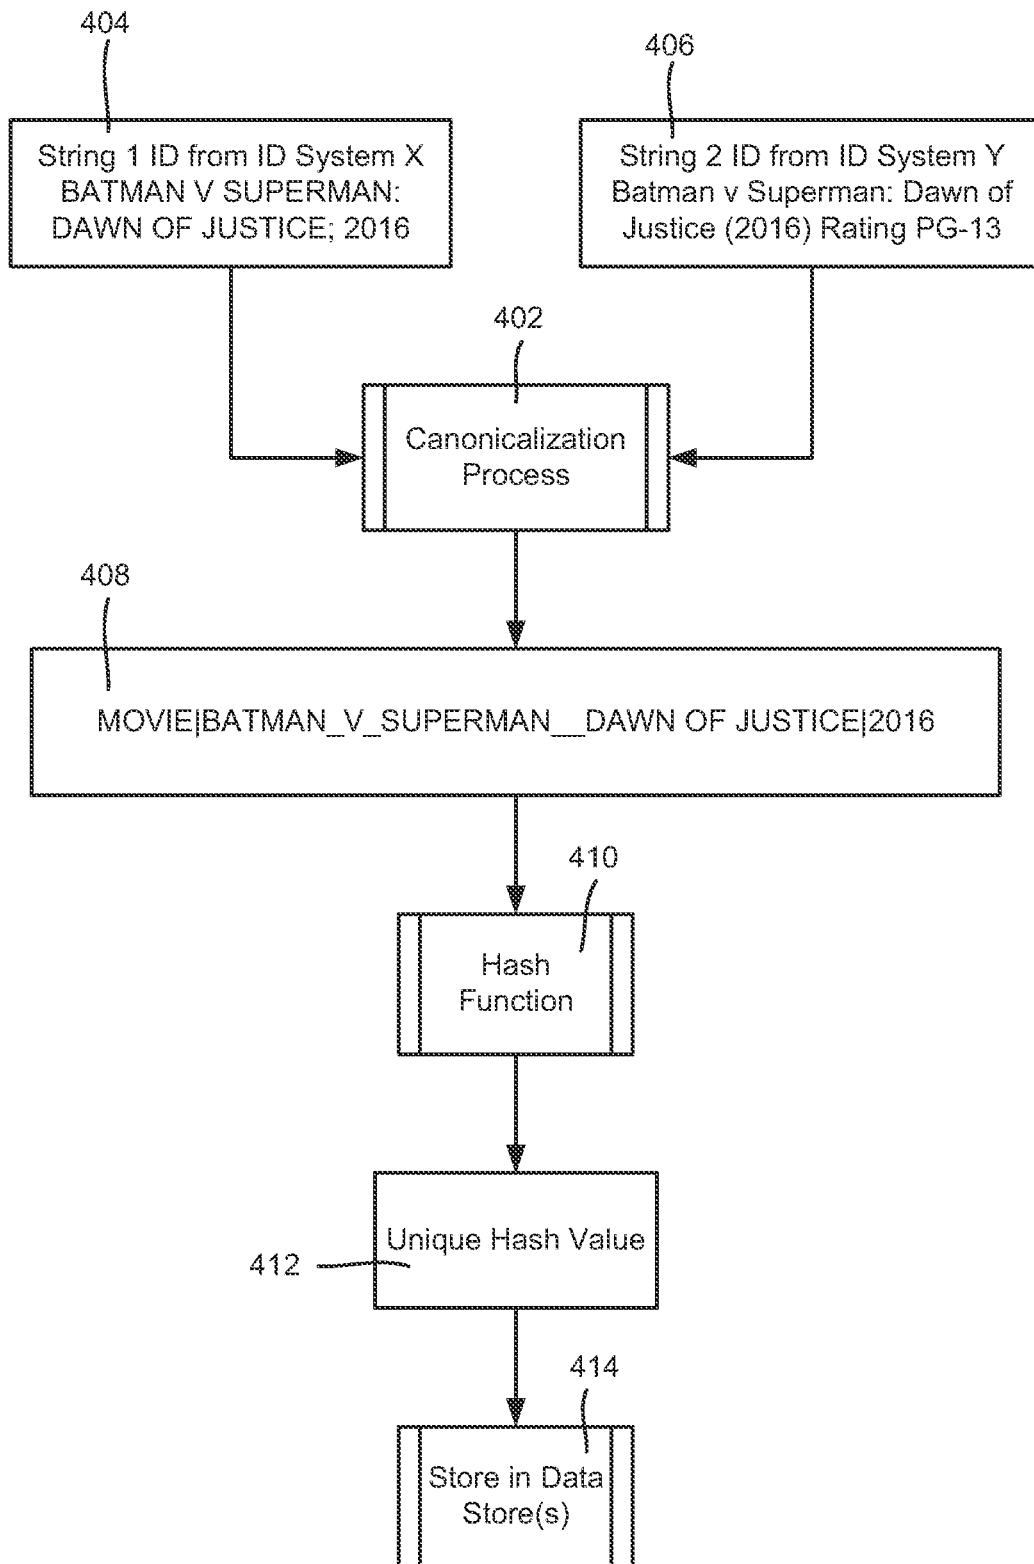 404
406
String 1 ID from ID System X
BATMAN V SUPERMAN:
DAWN OF JUSTICE; 2016
String 2 ID from ID System Y
Batman v Superman: Dawn of
Justice (2016) Rating PG-13
402
Canonicalization
Process
408
MOVIE|BATMAN_V_SUPERMAN__DAWN OF JUSTICE|2016
410
Hash
Function
Unique Hash Value
412
414
Store in Data
Store(s)